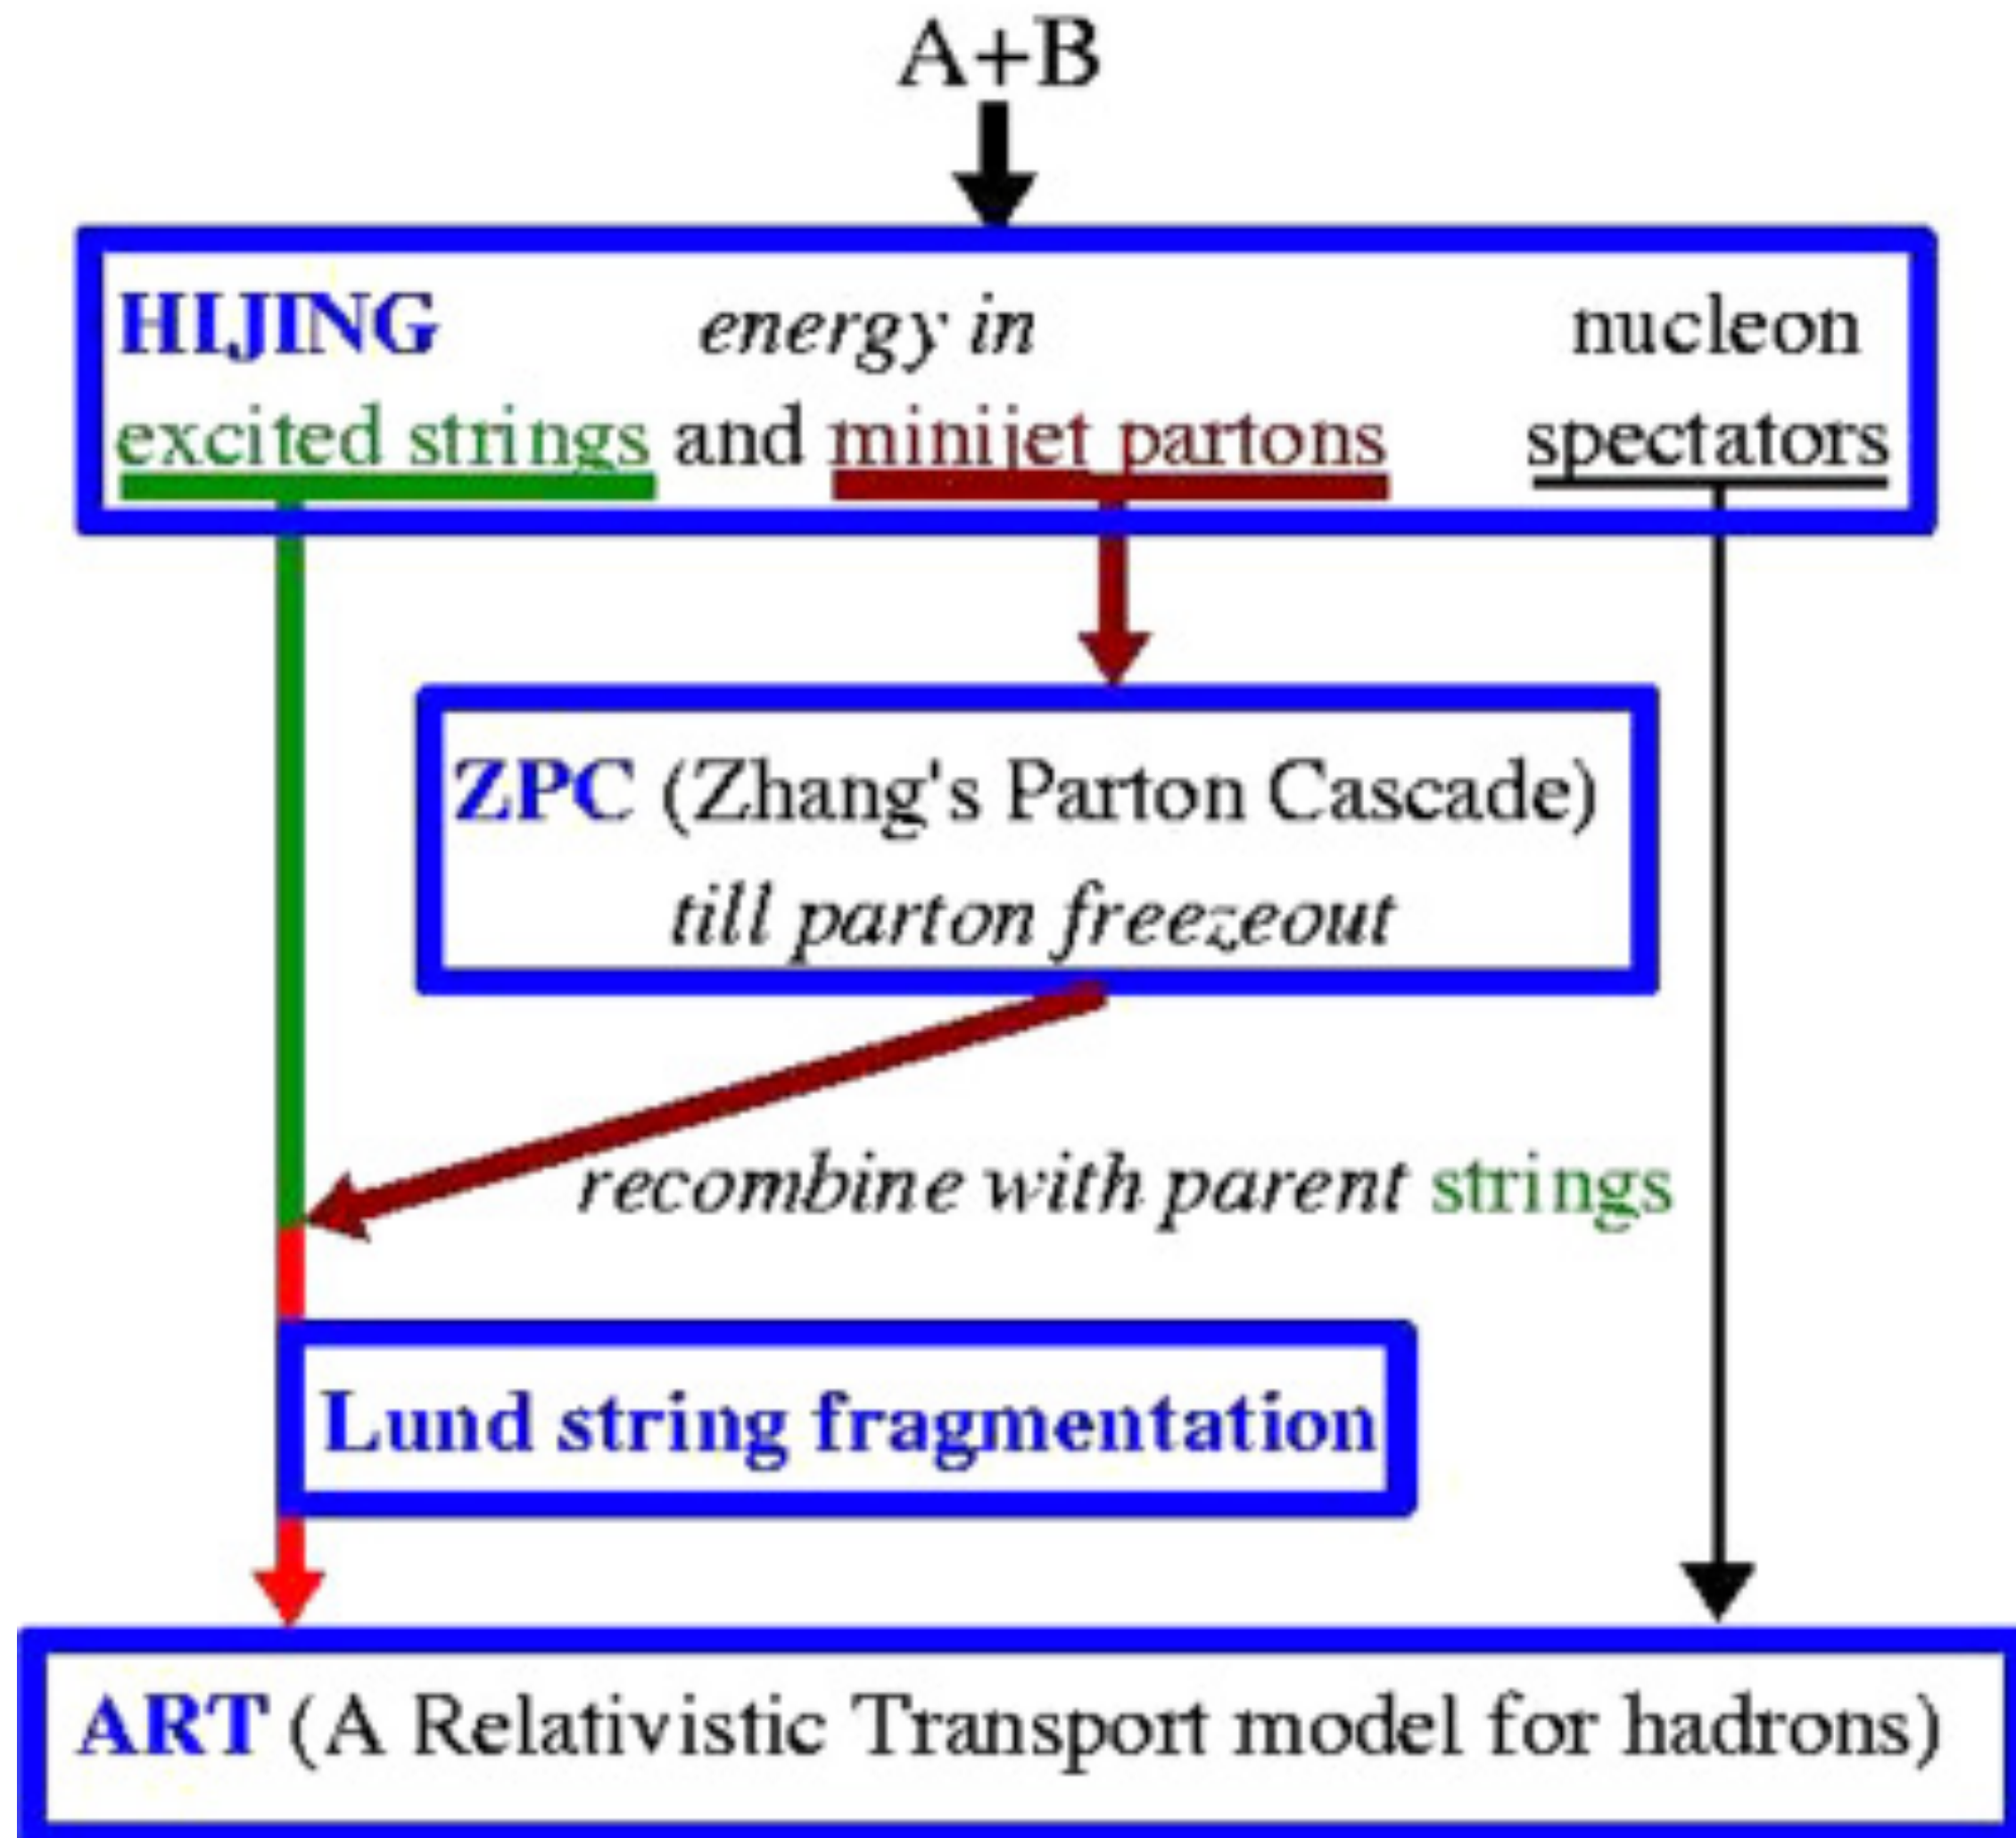 A+B
HIJING energy in nucleon
excited strings and minijet partons spectators
ZPC (Zhang's Parton Cascade)
till parton freezeout
recombine with parent strings
Lund string fragmentation
ART (A Relativistic Transport model for hadrons)